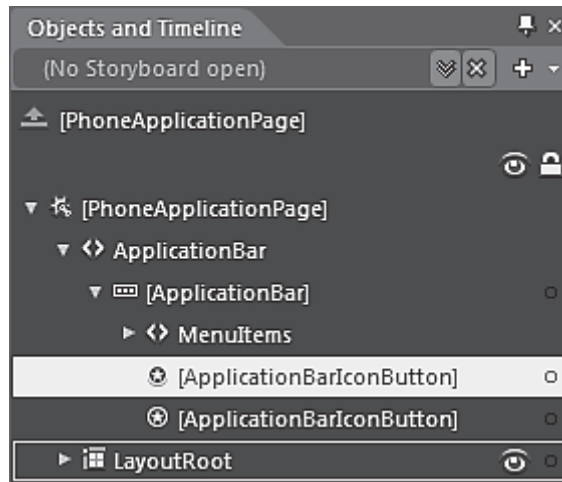 Objects and Timeline
(No Storyboard open)
[PhoneApplicationPage]
[PhoneApplicationPage]
ApplicationBar
[ApplicationBar]
MenuItems
[ApplicationBarIconButton]
[ApplicationBarIconButton]
LayoutRoot